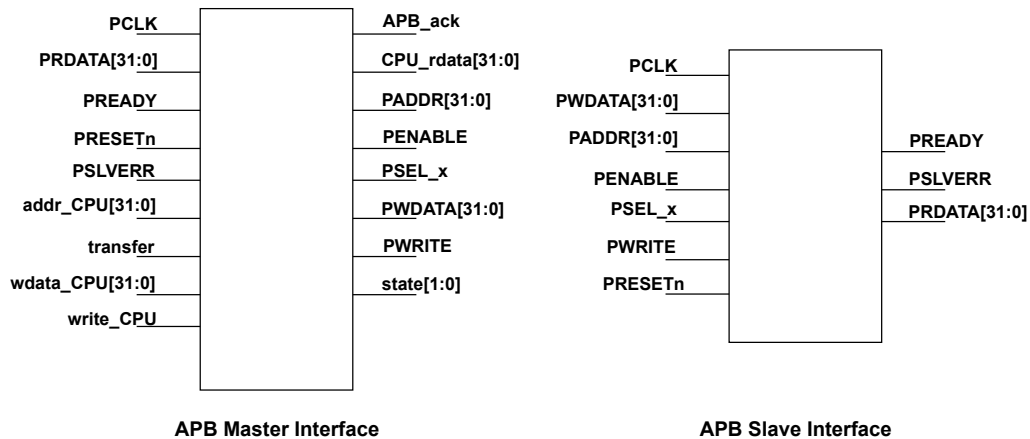 PCLK
PRDATA[31:0]
PREADY
PRESETn
PSLVERR
addr_CPU[31:0]
transfer
wdata_CPU[31:0]
write_CPU
APB_ack
CPU_rdata[31:0]
PADDR[31:0]
PENABLE
PSEL_x
PWDATA[31:0]
PWRITE
state[1:0]
APB Master Interface
PCLK
PWDATA[31:0]
PADDR[31:0]
PENABLE
PSEL_x
PWRITE
PRESETn
PREADY
PSLVERR
PRDATA[31:0]
APB Slave Interface